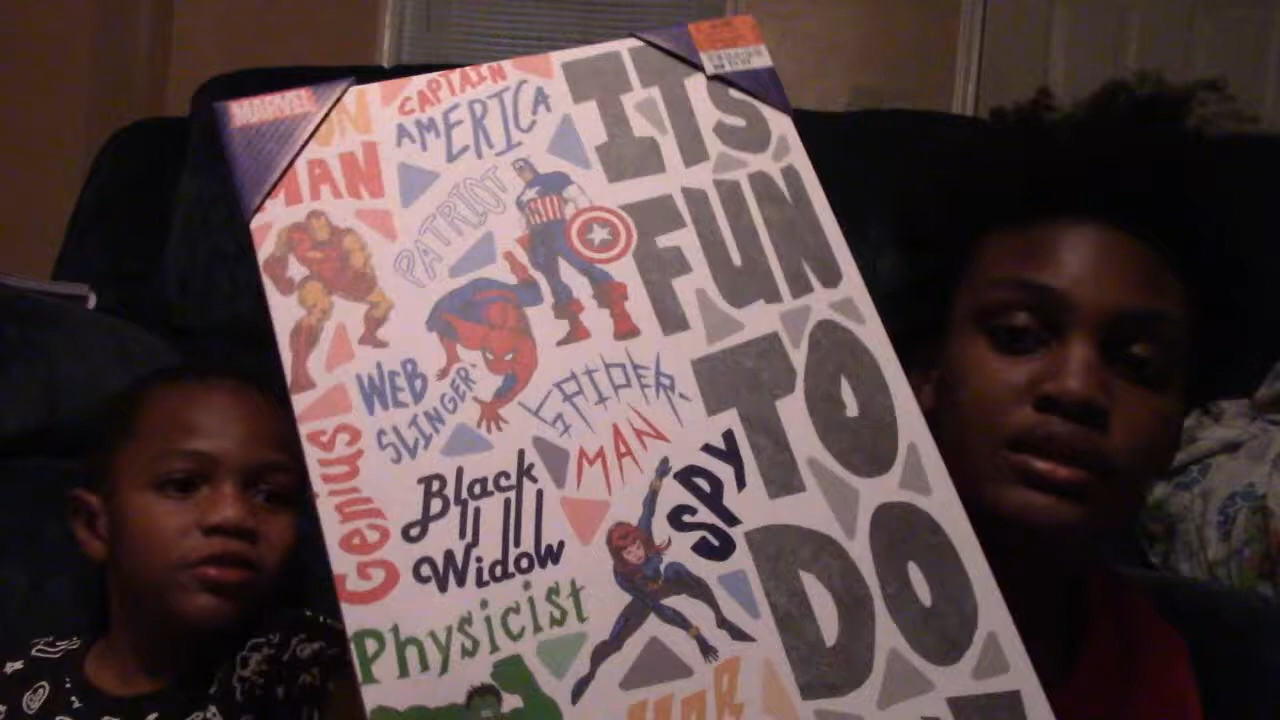 MARVEL
MAN
CAPTAIN
AMERICA
PATRIOT
WEB
SLINGER
SPIDER-
MAN
Genius
Black
Widow
SPY
Physicist
ITS
FUN
TO
DO